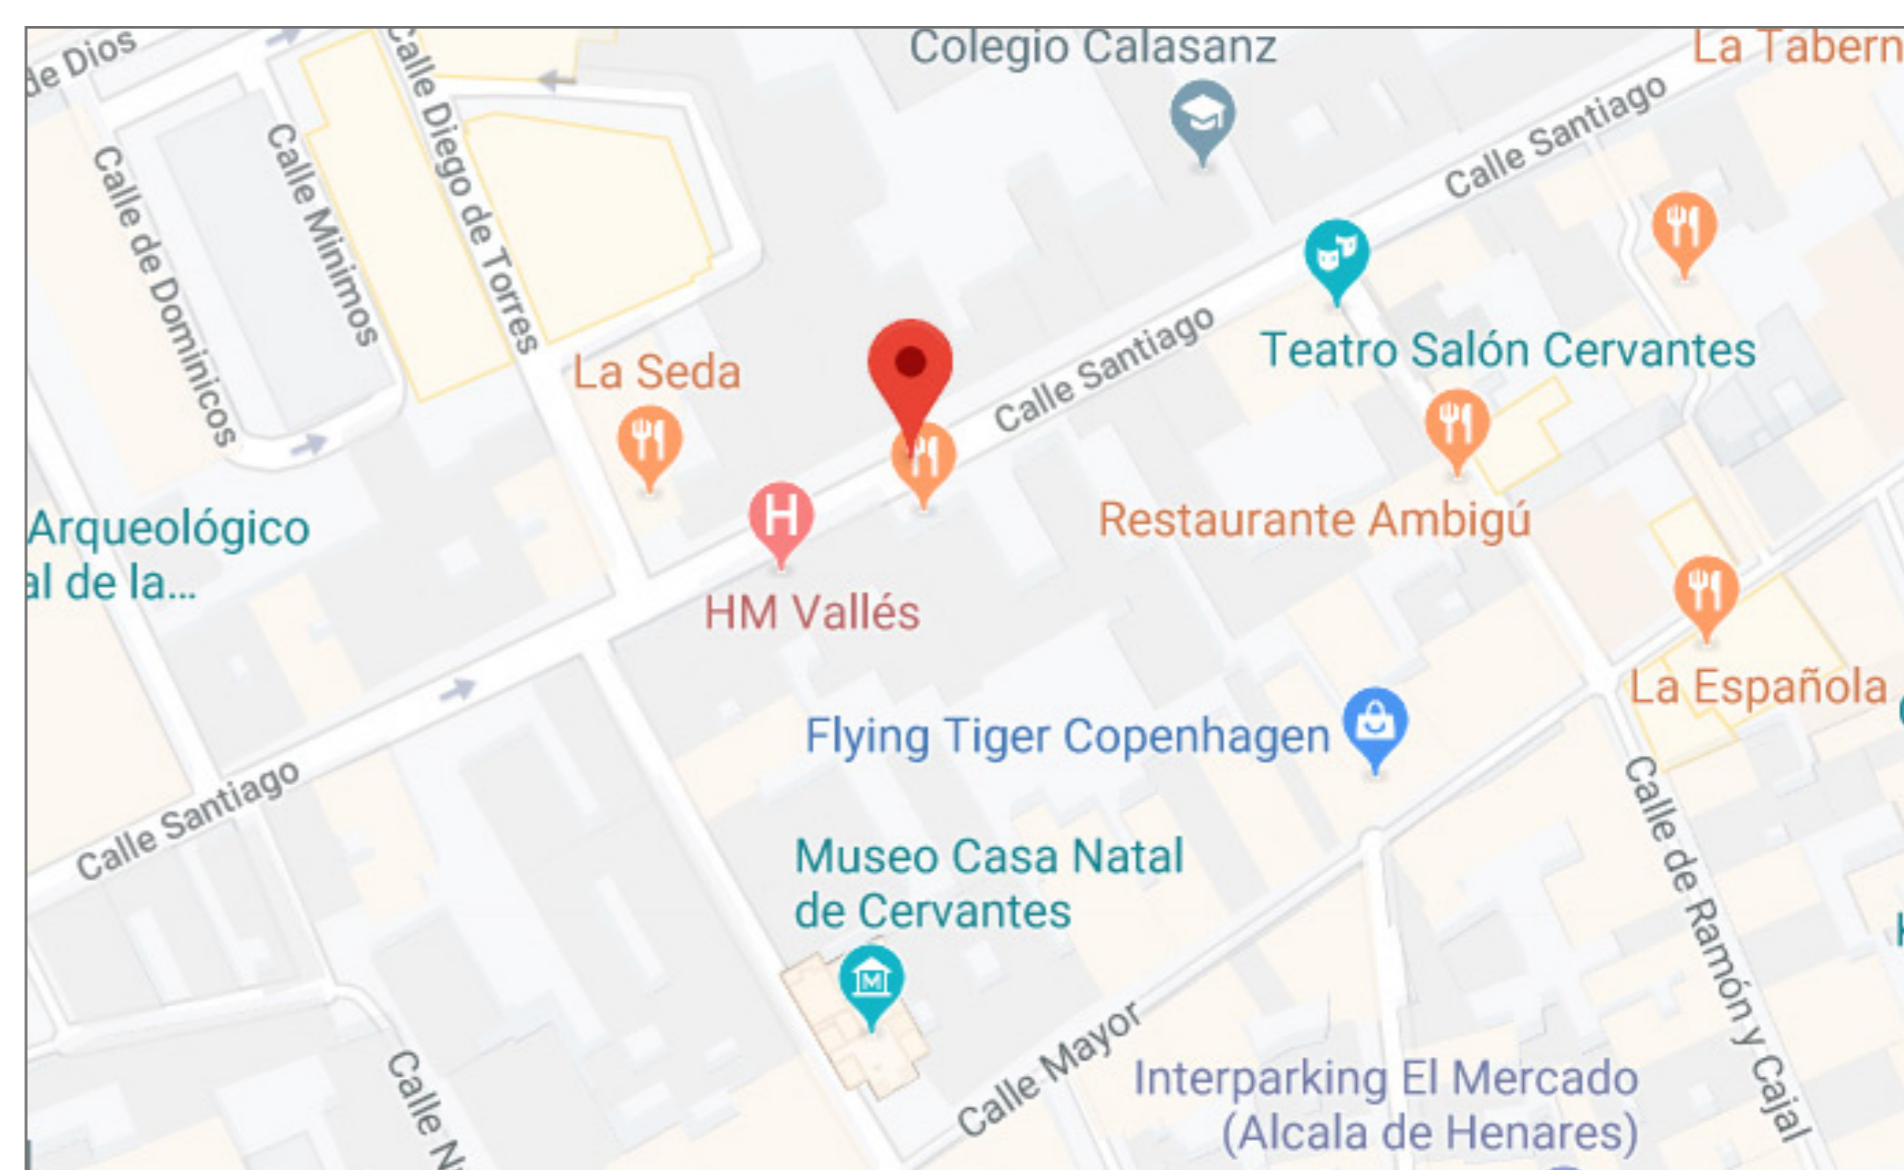 de Dios
Calle Diego de Torres
Colegio Calasanz
La Tabern
Calle Santiago
Calle Minimos
Calle de Dominicos
Calle Santiago
Teatro Salón Cervantes
La Seda
Arqueológico
al de la...
Restaurante Ambigú
H
HM Vallés
La Española
Flying Tiger Copenhagen
Calle Santiago
Calle de Ramón y Cajal
Museo Casa Natal
de Cervantes
M
Calle Mayor
Calle
Interparking El Mercado
(Alcala de Henares)